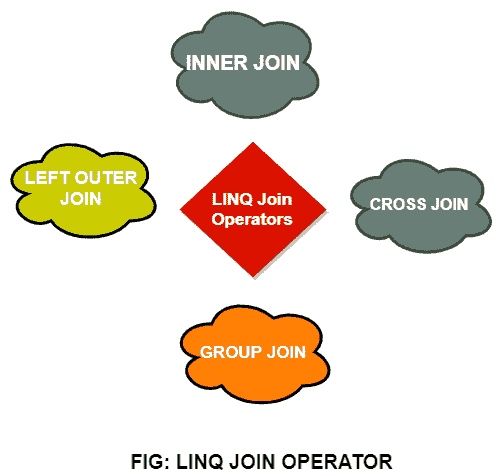 INNER JOIN
LEFT OUTER
JOIN
LINQ Join
Operators
CROSS JOIN
GROUP JOIN
FIG: LINQ JOIN OPERATOR